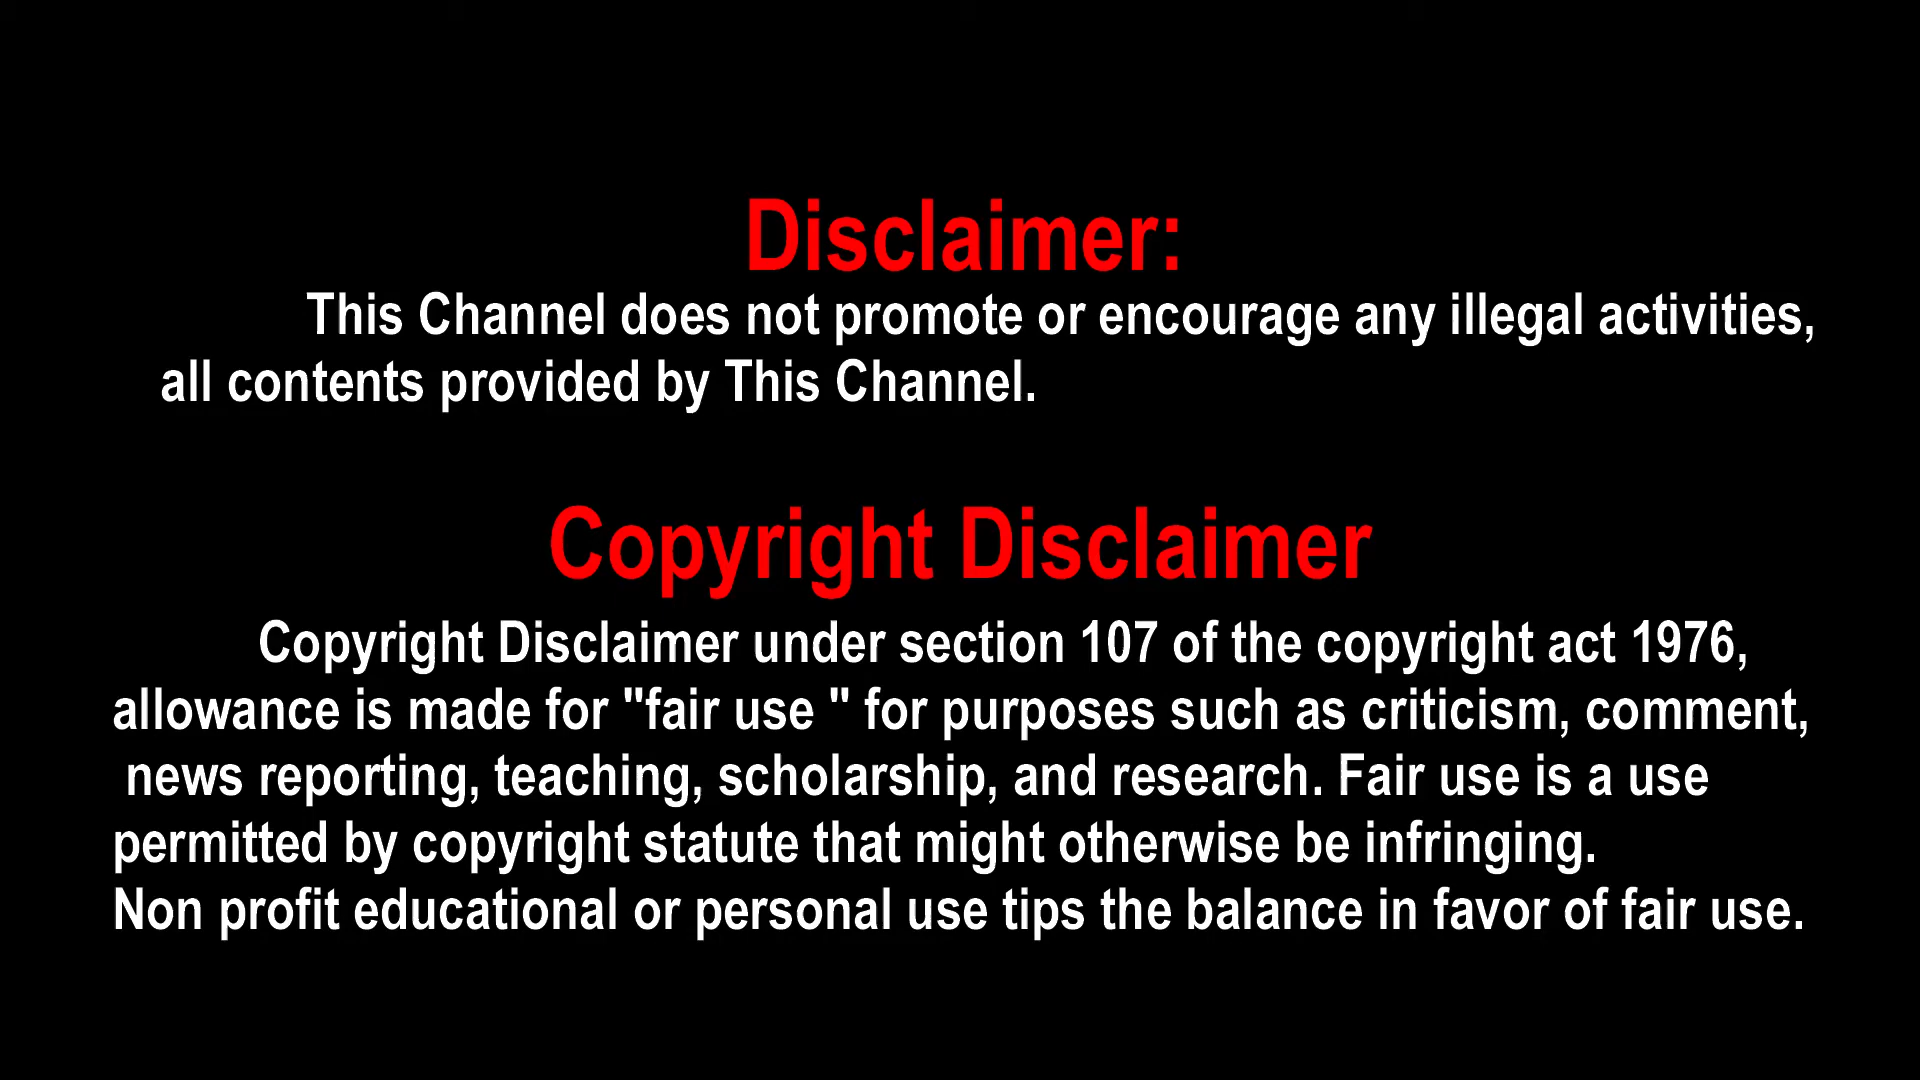 Disclaimer:
This Channel does not promote or encourage any illegal activities,
all contents provided by This Channel.
Copyright Disclaimer
Copyright Disclaimer under section 107 of the copyright act 1976,
allowance is made for "fair use " for purposes such as criticism, comment,
news reporting, teaching, scholarship, and research. Fair use is a use
permitted by copyright statute that might otherwise be infringing.
Non profit educational or personal use tips the balance in favor of fair use.